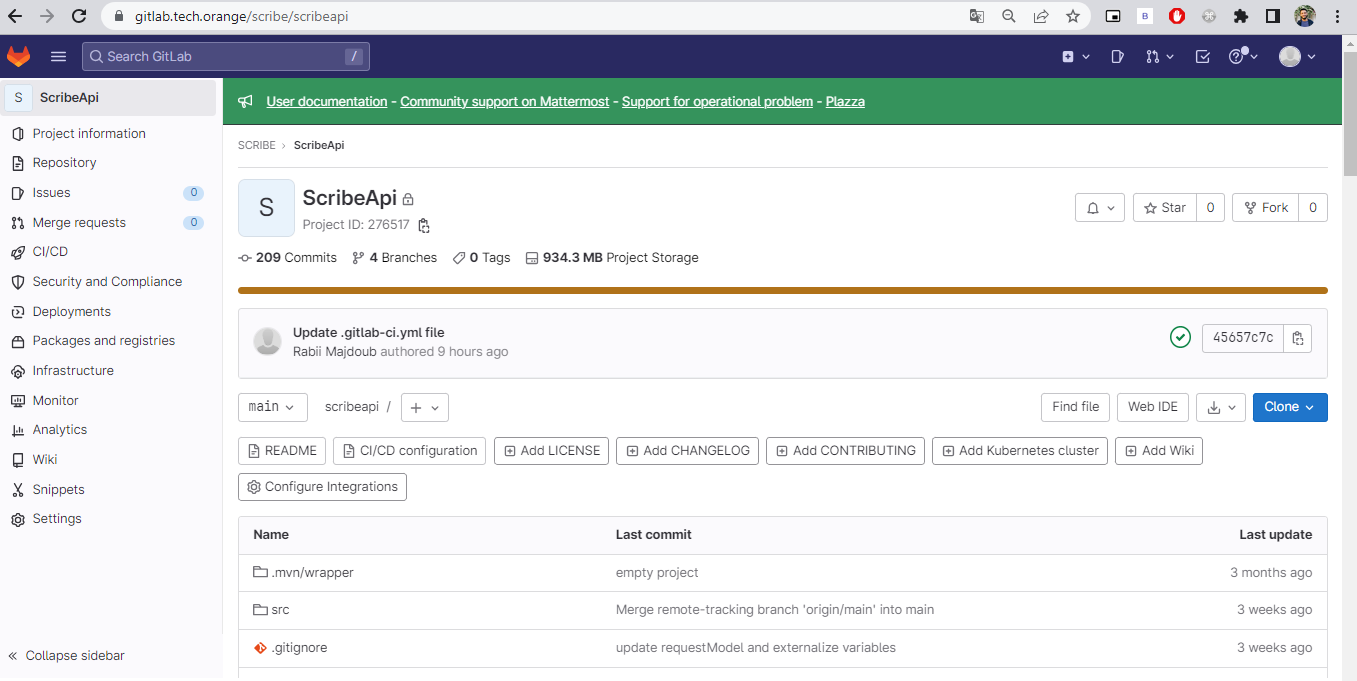 gitlab.tech.orange/scribe/scribeapi
Search GitLab /
S ScribeApi
Project information
Repository
Issues 0
Merge requests 0
CI/CD
Security and Compliance
Deployments
Packages and registries
Infrastructure
Monitor
Analytics
Wiki
Snippets
Settings
Collapse sidebar
User documentation - Community support on Mattermost - Support for operational problem - Plazza
SCRIBE › ScribeApi
S
ScribeApi
Project ID: 276517
Star 0 Fork 0
209 Commits 4 Branches 0 Tags 934.3 MB Project Storage
Update .gitlab-ci.yml file
Rabii Majdoub authored 9 hours ago
45657c7c
main scribeapi / + Find file Web IDE Clone
README CI/CD configuration Add LICENSE Add CHANGELOG Add CONTRIBUTING Add Kubernetes cluster Add Wiki
Configure Integrations
Name Last commit Last update
.mvn/wrapper empty project 3 months ago
src Merge remote-tracking branch 'origin/main' into main 3 weeks ago
.gitignore update requestModel and externalize variables 3 weeks ago